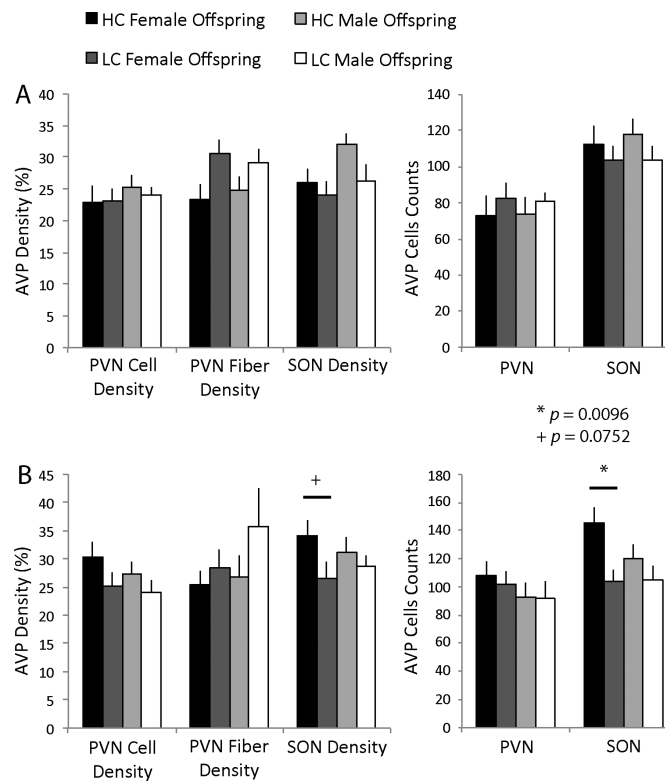 HC Female Offspring HC Male Offspring
LC Female Offspring LC Male Offspring
A
AVP Density (%)
40
35
30
25
20
15
10
5
0
PVN Cell Density
PVN Fiber Density
SON Density
AVP Cells Counts
140
120
100
80
60
40
20
0
PVN
SON
* p = 0.0096
+ p = 0.0752
B
AVP Density (%)
45
40
35
30
25
20
15
10
5
0
+
PVN Cell Density
PVN Fiber Density
SON Density
AVP Cells Counts
180
160
140
120
100
80
60
40
20
0
*
PVN
SON